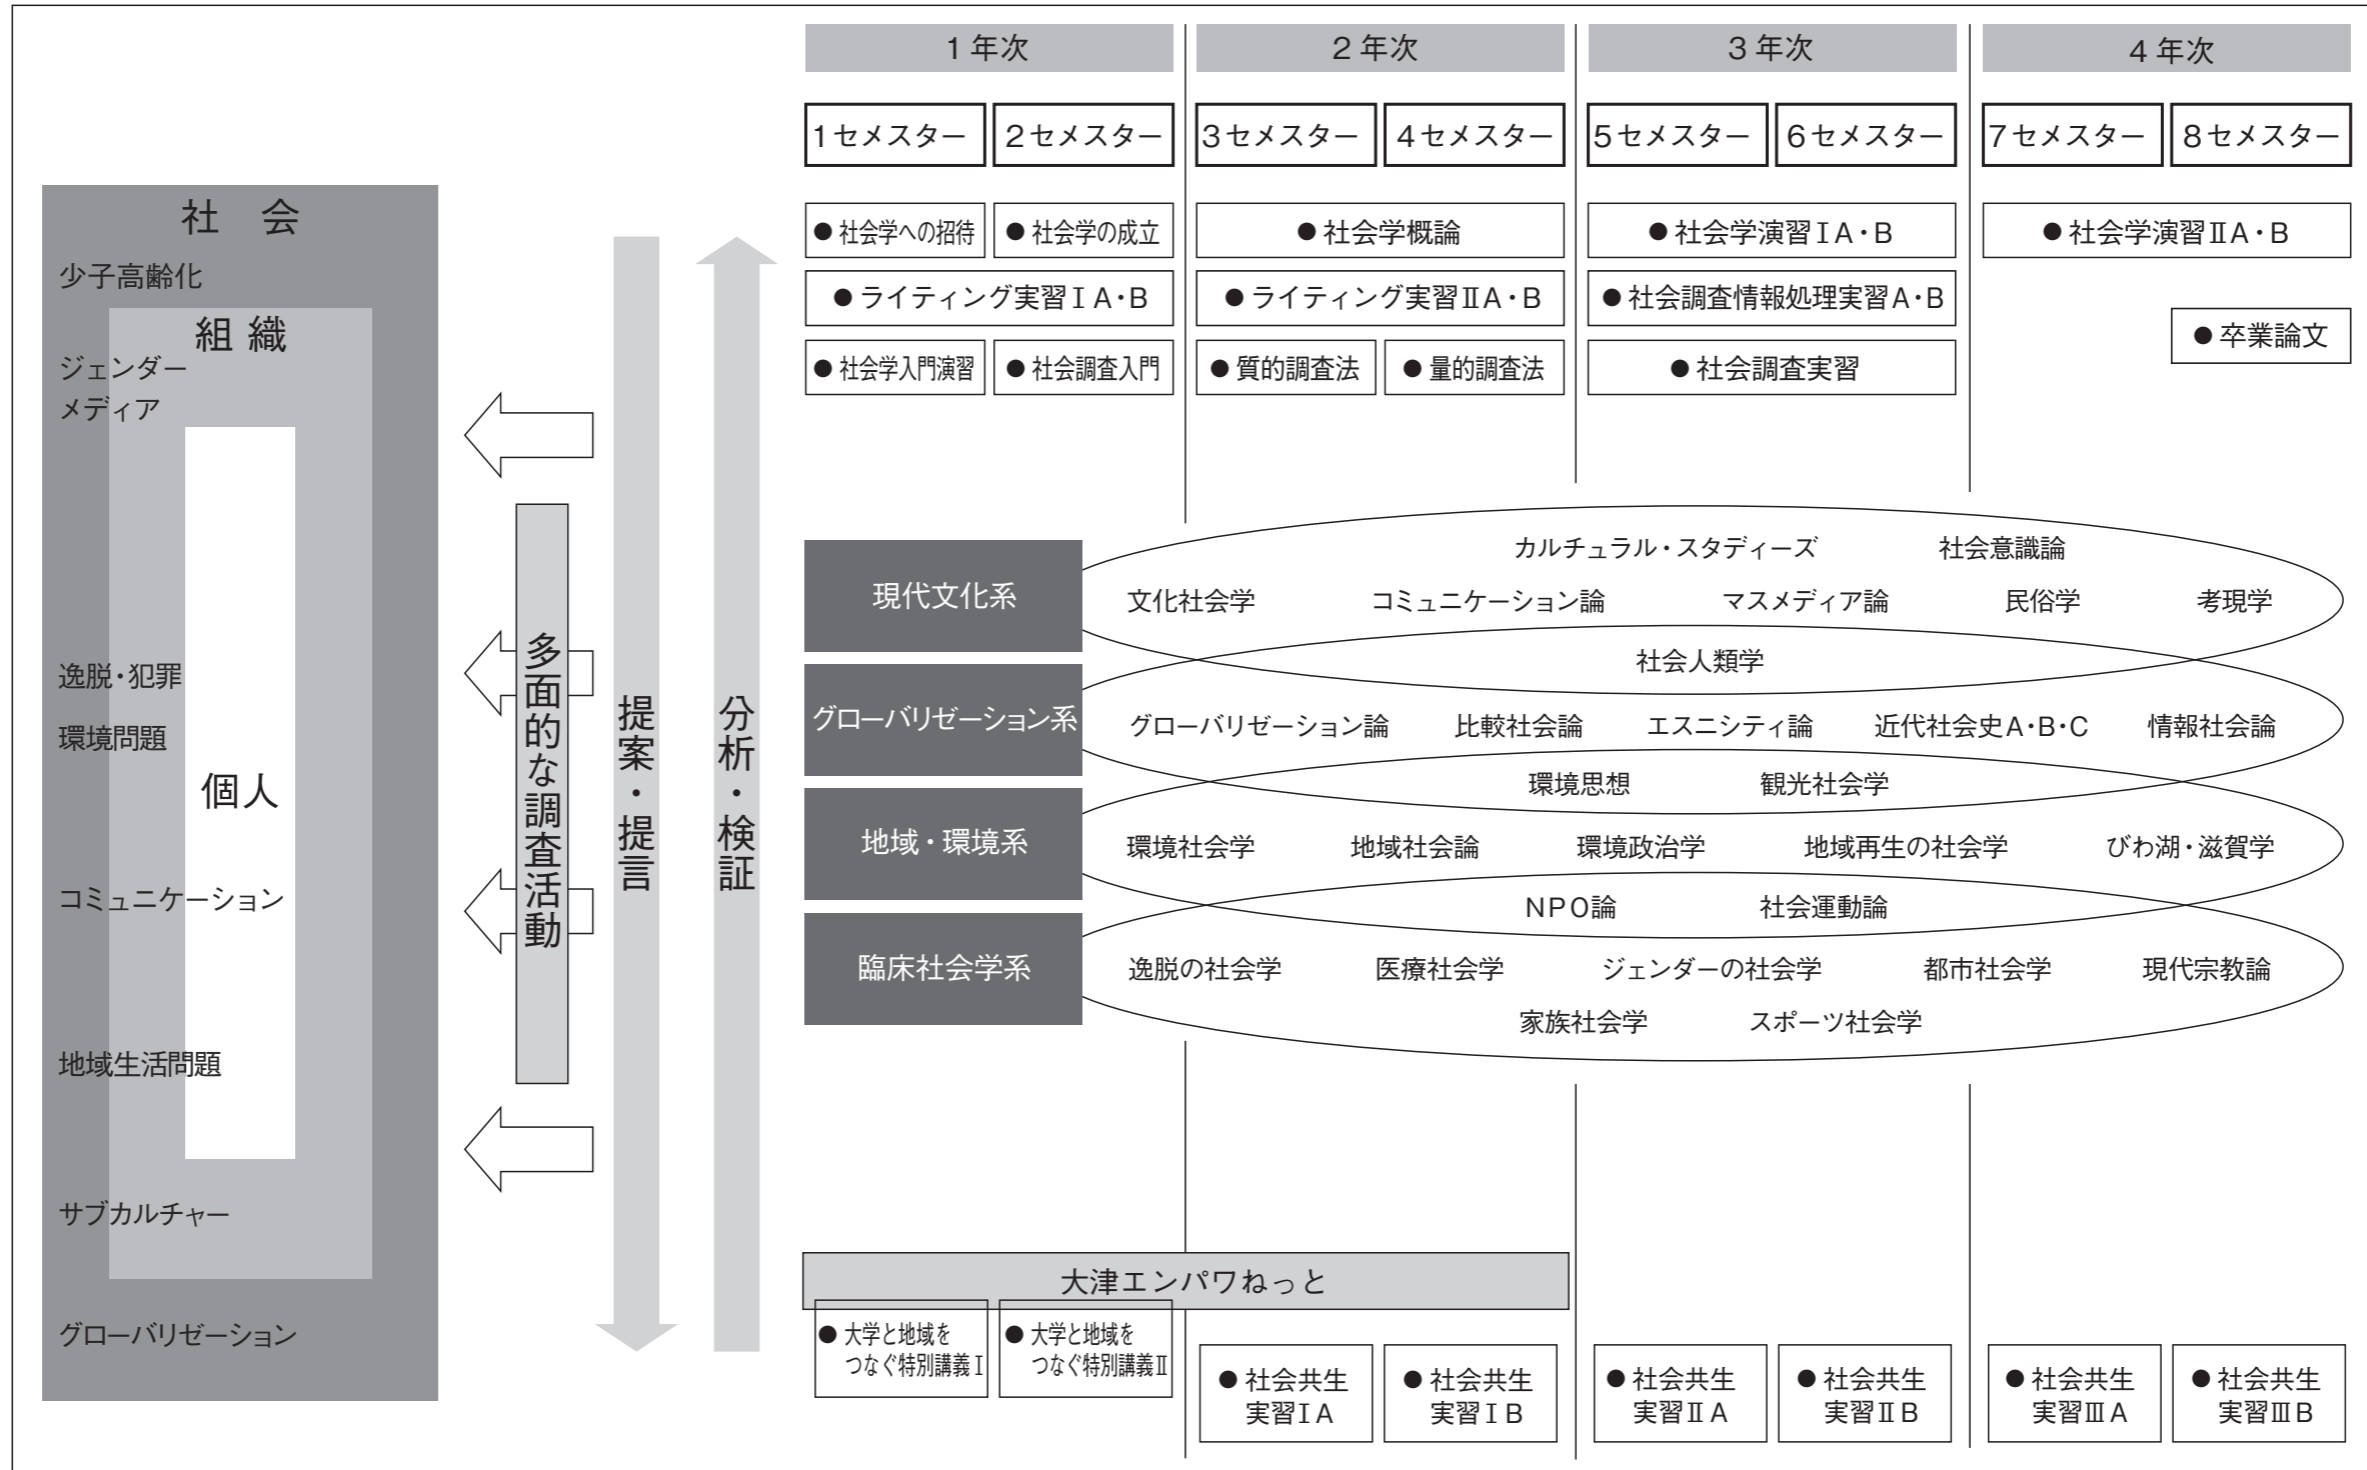 1年次
2年次
3年次
4年次
1セメスター
2セメスター
3セメスター
4セメスター
5セメスター
6セメスター
7セメスター
8セメスター
●社会学への招待
●社会学の成立
●社会学概論
●社会学演習ⅠA・B
●社会学演習ⅡA・B
●ライティング実習ⅠA・B
●ライティング実習ⅡA・B
●社会調査情報処理実習A・B
●卒業論文
●社会学入門演習
●社会調査入門
●質的調査法
●量的調査法
●社会調査実習
社 会
少子高齢化
組織
ジェンダー
メディア
逸脱・犯罪
環境問題
個人
コミュニケーション
地域生活問題
サブカルチャー
グローバリゼーション
多面的な調査活動
提案・提言
分析・検証
現代文化系
カルチュラル・スタディーズ
社会意識論
文化社会学
コミュニケーション論
マスメディア論
民俗学
考現学
社会人類学
グローバリゼーション系
グローバリゼーション論
比較社会論
エスニシティ論
近代社会史A・B・C
情報社会論
環境思想
観光社会学
地域・環境系
環境社会学
地域社会論
環境政治学
地域再生の社会学
びわ湖・滋賀学
NPO論
社会運動論
臨床社会学系
逸脱の社会学
医療社会学
ジェンダーの社会学
都市社会学
現代宗教論
家族社会学
スポーツ社会学
大津エンパワねっと
●大学と地域を
つなぐ特別講義Ⅰ
●大学と地域を
つなぐ特別講義Ⅱ
●社会共生
実習ⅠA
●社会共生
実習ⅠB
●社会共生
実習ⅡA
●社会共生
実習ⅡB
●社会共生
実習ⅢA
●社会共生
実習ⅢB